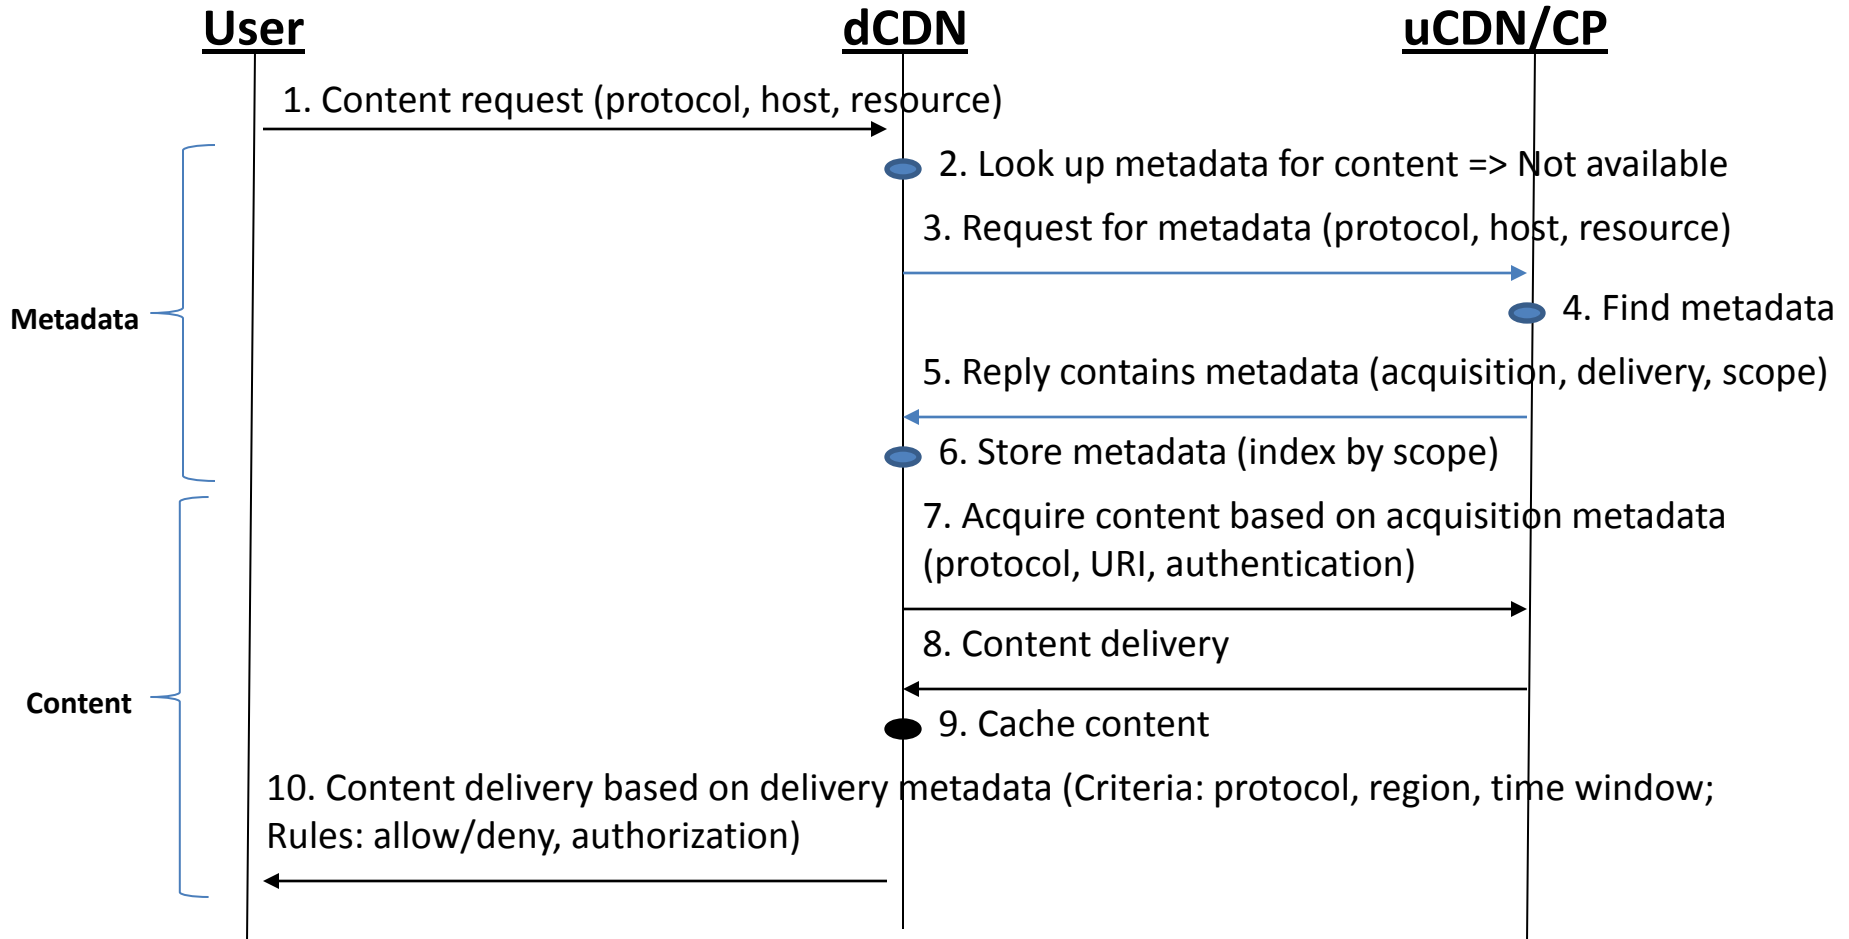 User dCDN uCDN/CP
1. Content request (protocol, host, resource)
2. Look up metadata for content => Not available
3. Request for metadata (protocol, host, resource)
4. Find metadata
Metadata
5. Reply contains metadata (acquisition, delivery, scope)
6. Store metadata (index by scope)
7. Acquire content based on acquisition metadata
(protocol, URI, authentication)
8. Content delivery
Content
9. Cache content
10. Content delivery based on delivery metadata (Criteria: protocol, region, time window;
Rules: allow/deny, authorization)